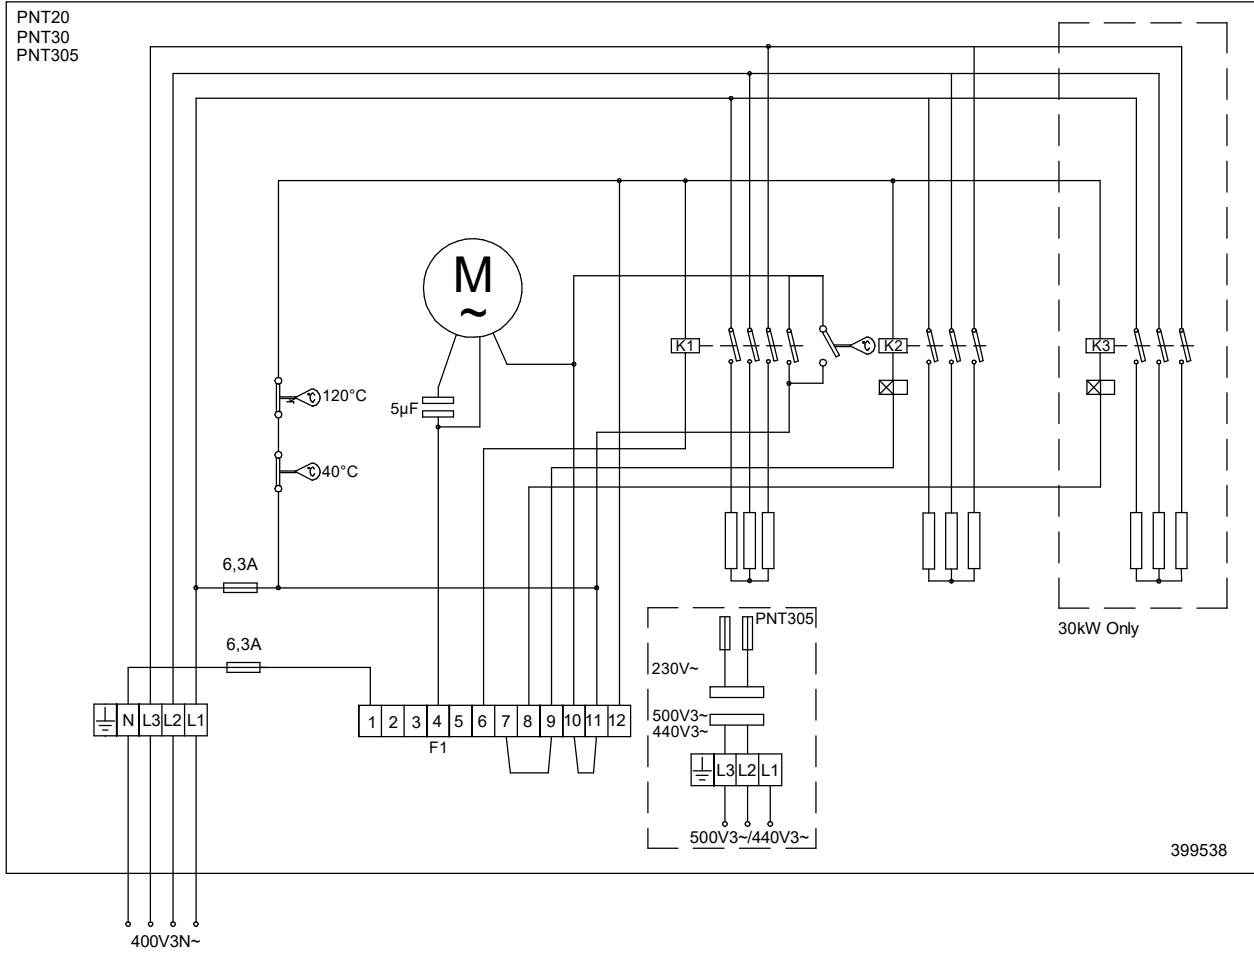 PNT20
PNT30
PNT305
M
~
K1
℃
K2
K3
℃ 120°C
5µF
℃ 40°C
6,3A
6,3A
PNT305
30kW Only
230V~
500V3~
440V3~
N L3 L2 L1
1 2 3 4 5 6 7 8 9 10 11 12
F1
L3 L2 L1
500V3~/440V3~
399538
400V3N~